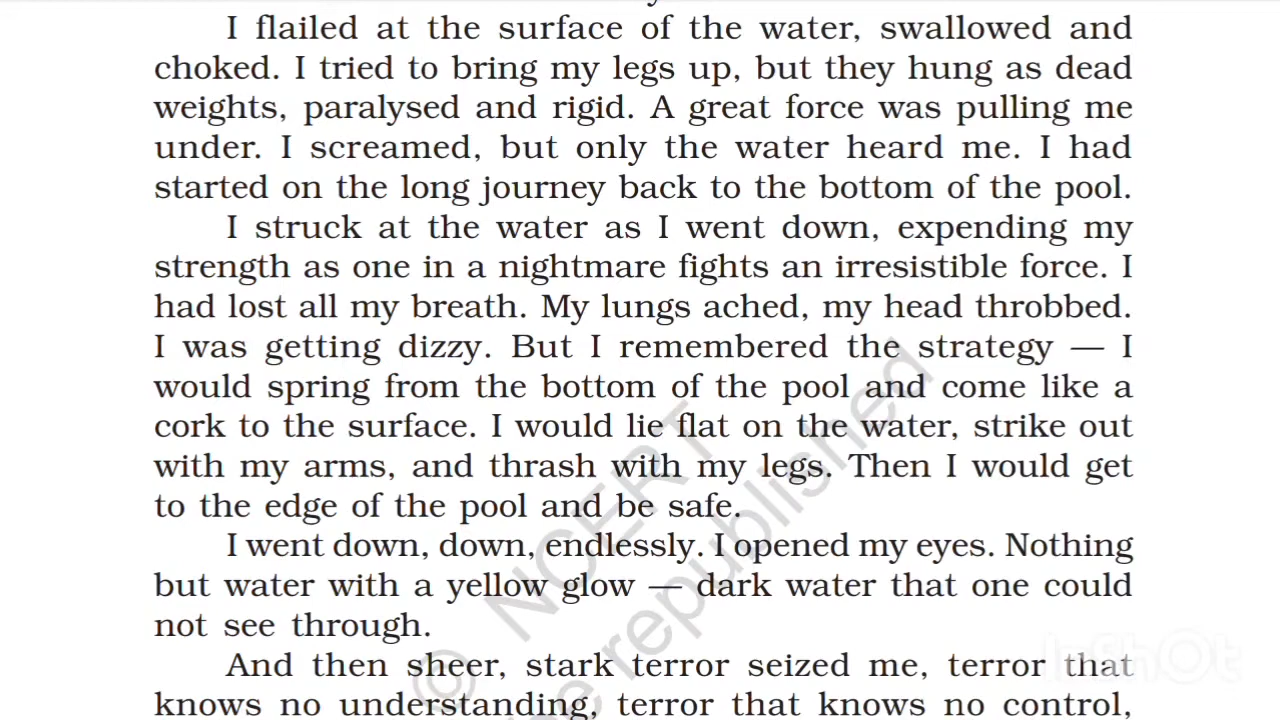 I flailed at the surface of the water, swallowed and
choked. I tried to bring my legs up, but they hung as dead
weights, paralysed and rigid. A great force was pulling me
under. I screamed, but only the water heard me. I had
started on the long journey back to the bottom of the pool.
I struck at the water as I went down, expending my
strength as one in a nightmare fights an irresistible force. I
had lost all my breath. My lungs ached, my head throbbed.
I was getting dizzy. But I remembered the strategy — I
would spring from the bottom of the pool and come like a
cork to the surface. I would lie flat on the water, strike out
with my arms, and thrash with my legs. Then I would get
to the edge of the pool and be safe.
I went down, down, endlessly. I opened my eyes. Nothing
but water with a yellow glow — dark water that one could
not see through.
And then sheer, stark terror seized me, terror that
knows no understanding, terror that knows no control,
© NCERT
republished
InShOt